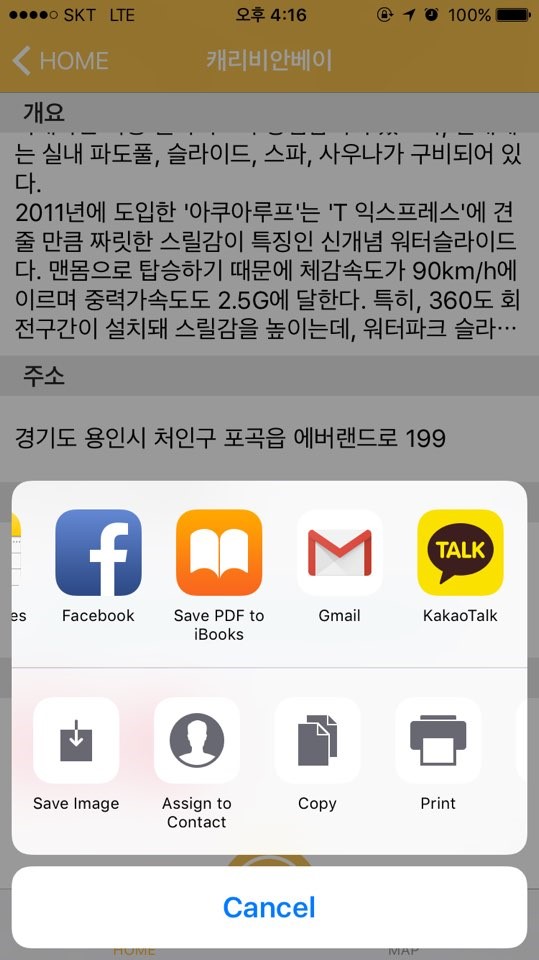 SKT LTE 오후 4:16 100%
HOME 캐리비안베이
개요
는 실내 파도풀, 슬라이드, 스파, 사우나가 구비되어 있
다.
2011년에 도입한 '아쿠아루프'는 'T 익스프레스'에 견
줄 만큼 짜릿한 스릴감이 특징인 신개념 워터슬라이드
다. 맨몸으로 탑승하기 때문에 체감속도가 90km/h에
이르며 중력가속도도 2.5G에 달한다. 특히, 360도 회
전구간이 설치돼 스릴감을 높이는데, 워터파크 슬라…
주소
경기도 용인시 처인구 포곡읍 에버랜드로 199
es Facebook Save PDF to iBooks Gmail KakaoTalk
TALK
Save Image Assign to Contact Copy Print
Cancel
HOME MAP